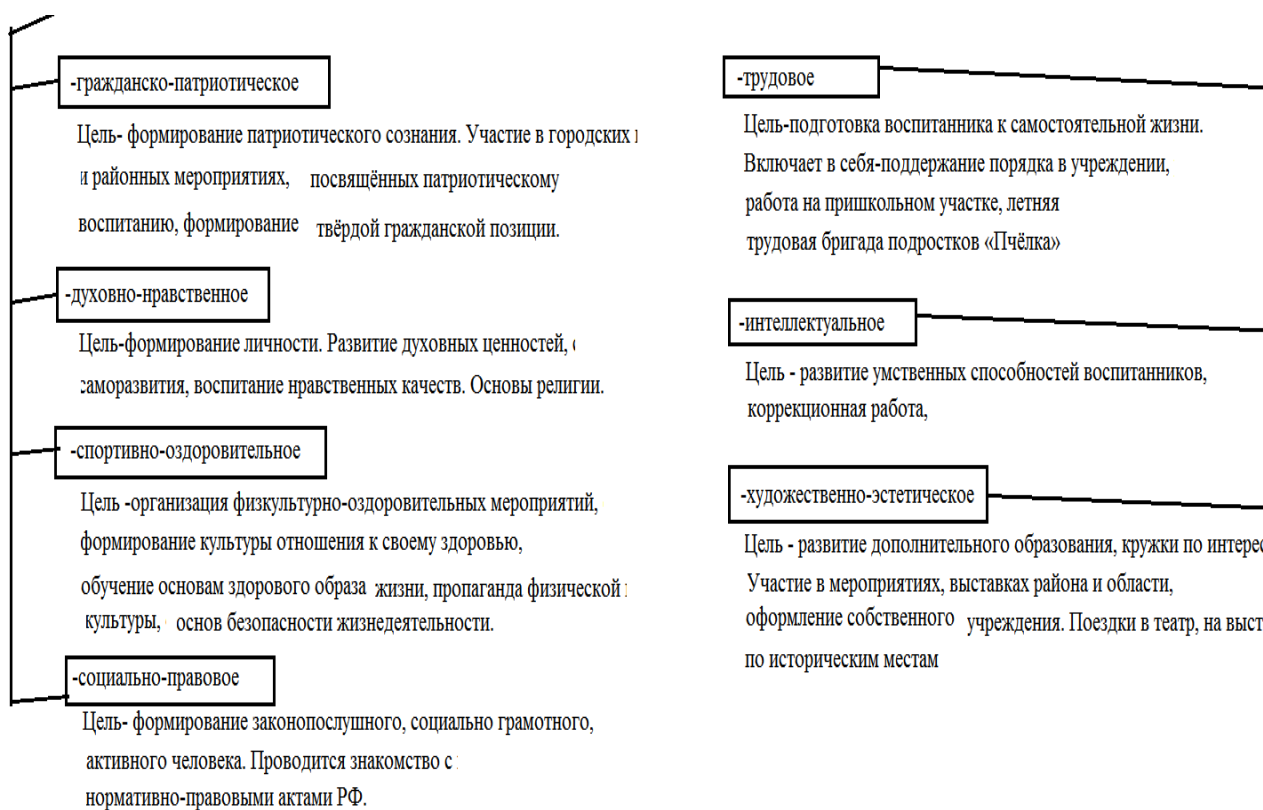 -гражданско-патриотическое
Цель- формирование патриотического сознания. Участие в городских
и районных мероприятиях, посвящённых патриотическому
воспитанию, формирование твёрдой гражданской позиции.
-духовно-нравственное
Цель-формирование личности. Развитие духовных ценностей,
саморазвития, воспитание нравственных качеств. Основы религии.
-спортивно-оздоровительное
Цель -организация физкультурно-оздоровительных мероприятий,
формирование культуры отношения к своему здоровью,
обучение основам здорового образа жизни, пропаганда физической
культуры, основ безопасности жизнедеятельности.
-социально-правовое
Цель- формирование законопослушного, социально грамотного,
активного человека. Проводится знакомство с
нормативно-правовыми актами РФ.
-трудовое
Цель-подготовка воспитанника к самостоятельной жизни.
Включает в себя-поддержание порядка в учреждении,
работа на пришкольном участке, летняя
трудовая бригада подростков «Пчёлка»
-интеллектуальное
Цель - развитие умственных способностей воспитанников,
коррекционная работа,
-художественно-эстетическое
Цель - развитие дополнительного образования, кружки по интерес
Участие в мероприятиях, выставках района и области,
оформление собственного учреждения. Поездки в театр, на выст
по историческим местам